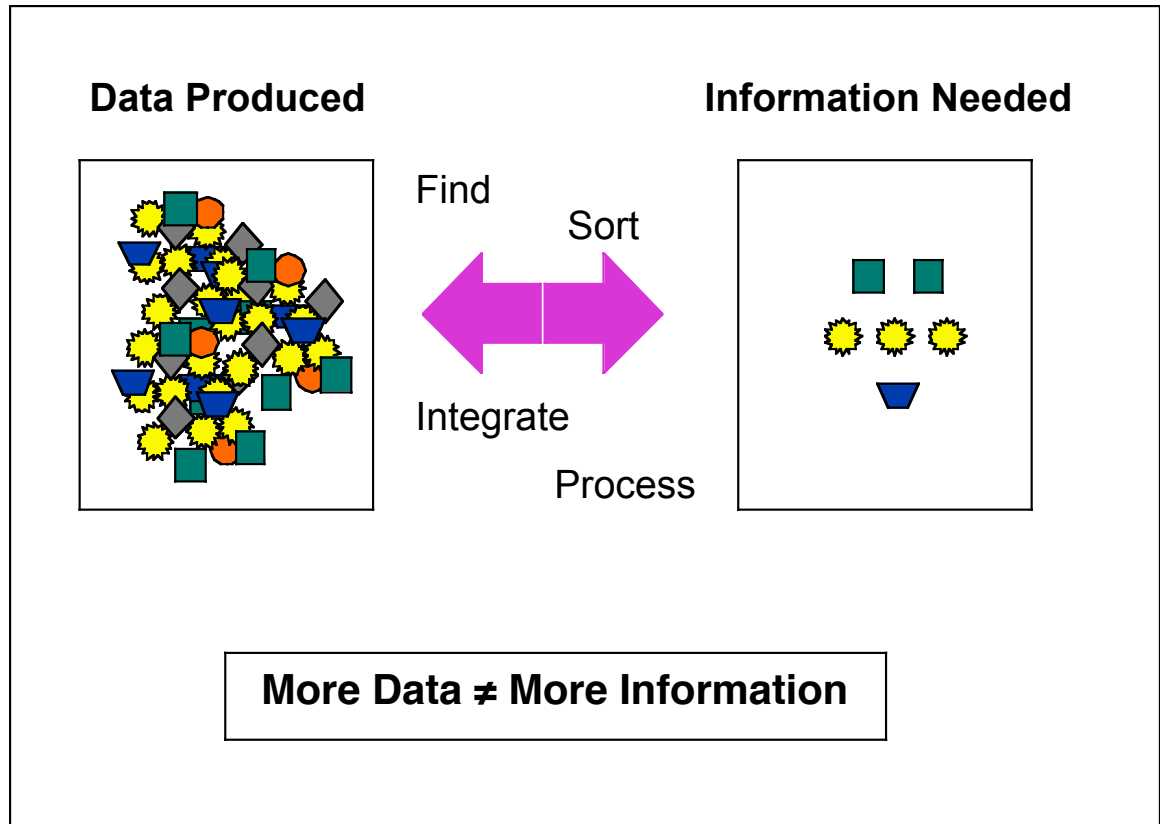 Data Produced
Information Needed
Find
Sort
Integrate
Process
More Data ≠ More Information